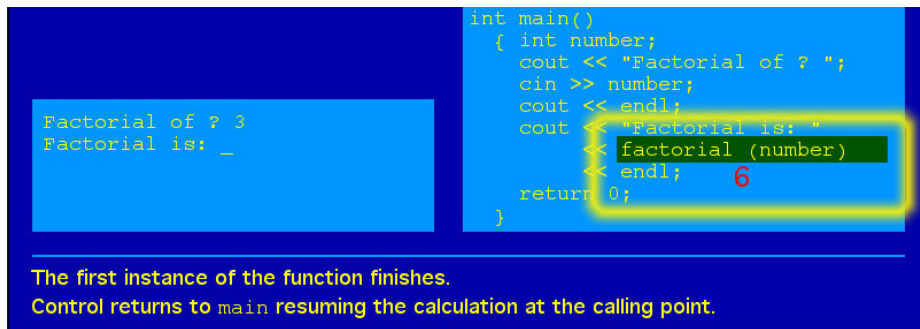 Factorial of ? 3
Factorial is: _
int main()
{ int number;
cout << "Factorial of ? ";
cin >> number;
cout << endl;
cout << "Factorial is: "
<< factorial (number)
<< endl;
6
return 0;
}
The first instance of the function finishes.
Control returns to main resuming the calculation at the calling point.